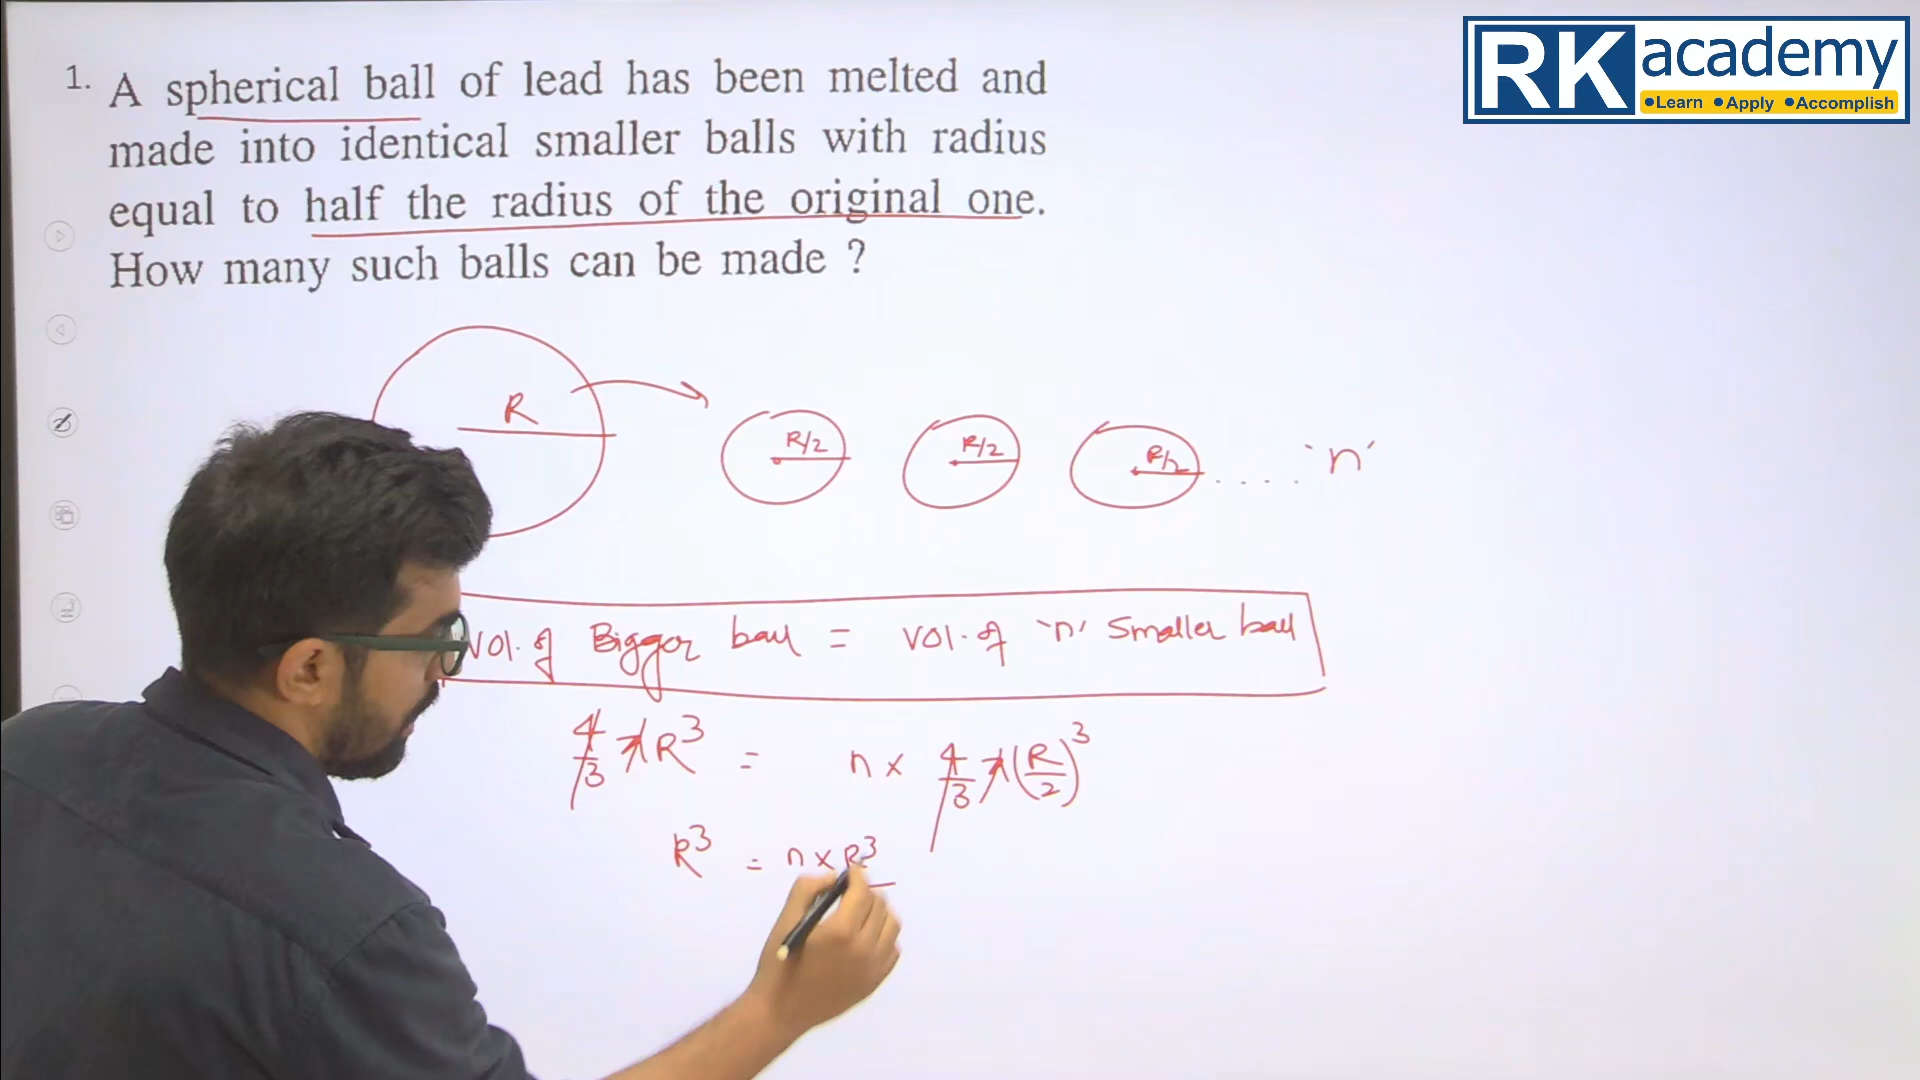 RK academy
•Learn •Apply •Accomplish
1. A spherical ball of lead has been melted and
made into identical smaller balls with radius
equal to half the radius of the original one.
How many such balls can be made ?
R
R/2 R/2 R/2 .... 'n'
Vol. of Bigger ball = Vol. of 'n' Smaller ball
4/3 πR³ = n × 4/3 π(R/2)³
R³ = n × R³